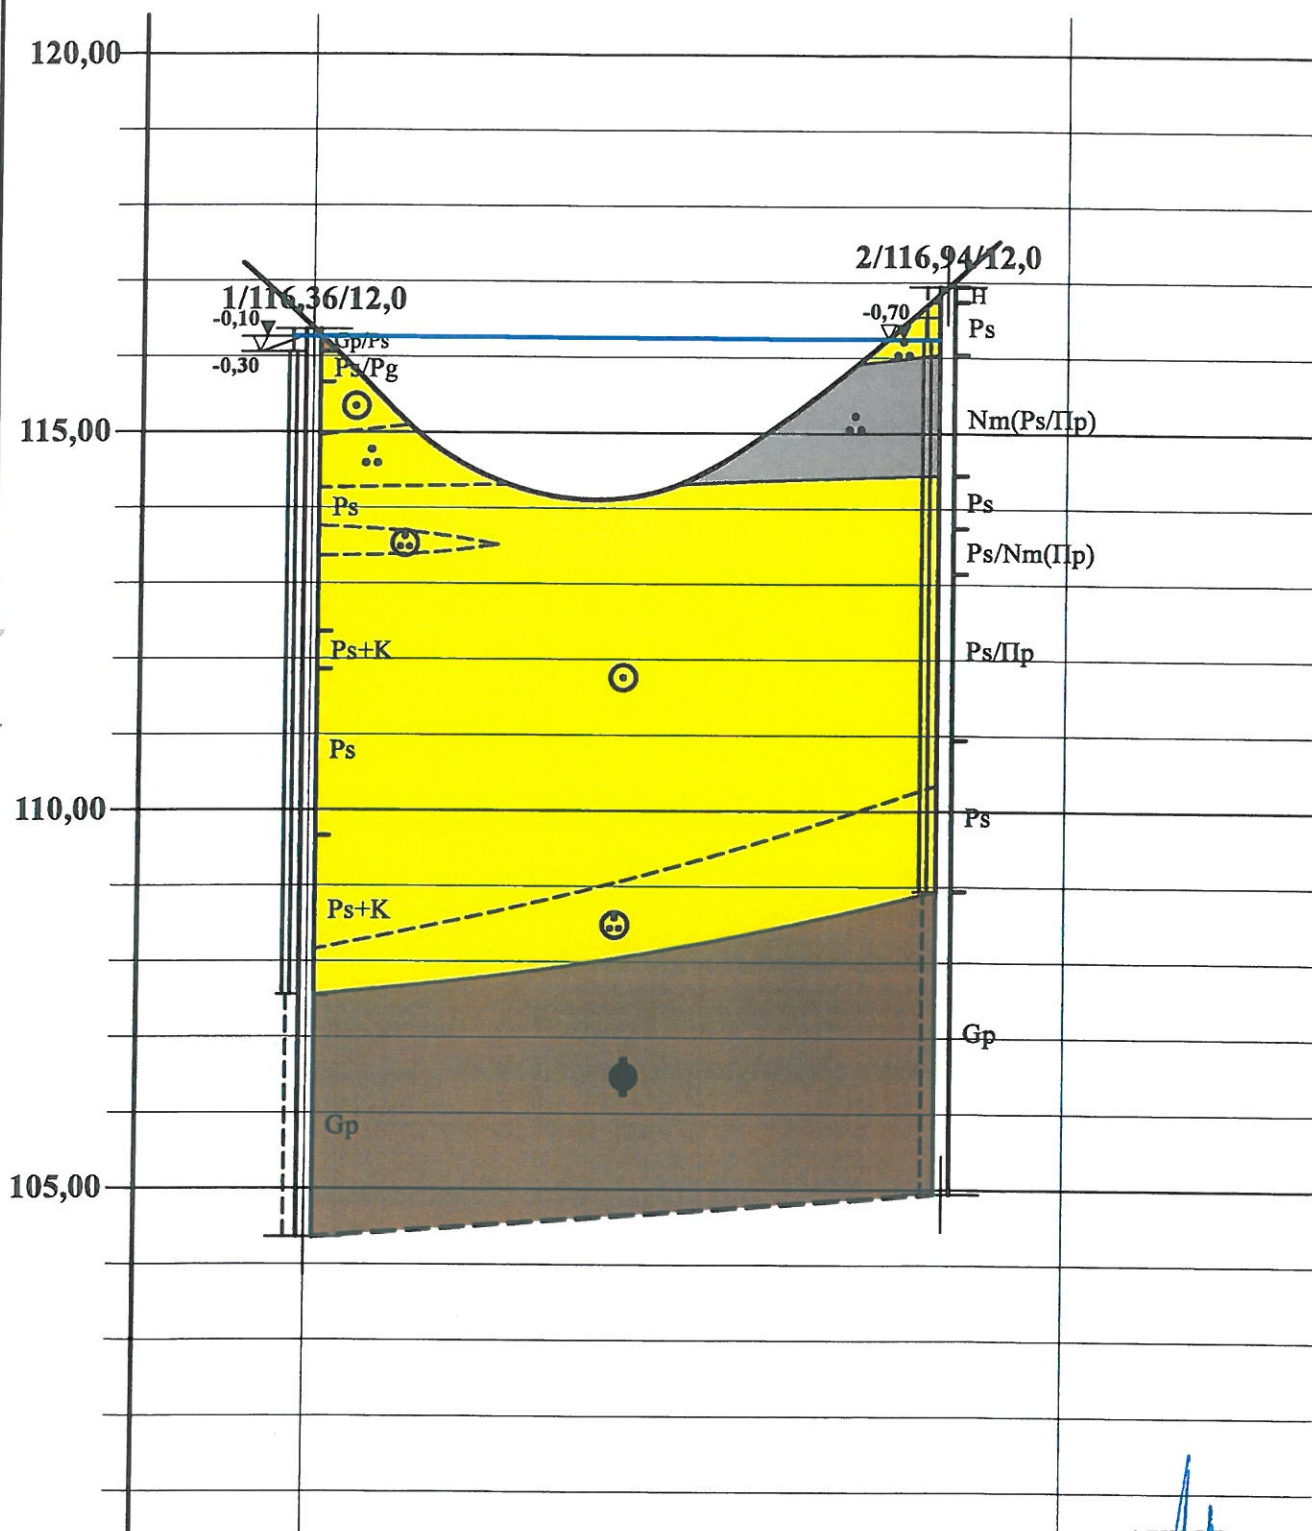 120,00
2/116,94/12,0
1/116,36/12,0
H
-0,10
-0,70
Ps
Gp/Ps
-0,30
Ps/Pg
Nm(Ps/Пр)
115,00
Ps
Ps
Ps/Nm(Пр)
Ps+K
Ps/Пр
Ps
110,00
Ps
Ps+K
Gp
Gp
105,00